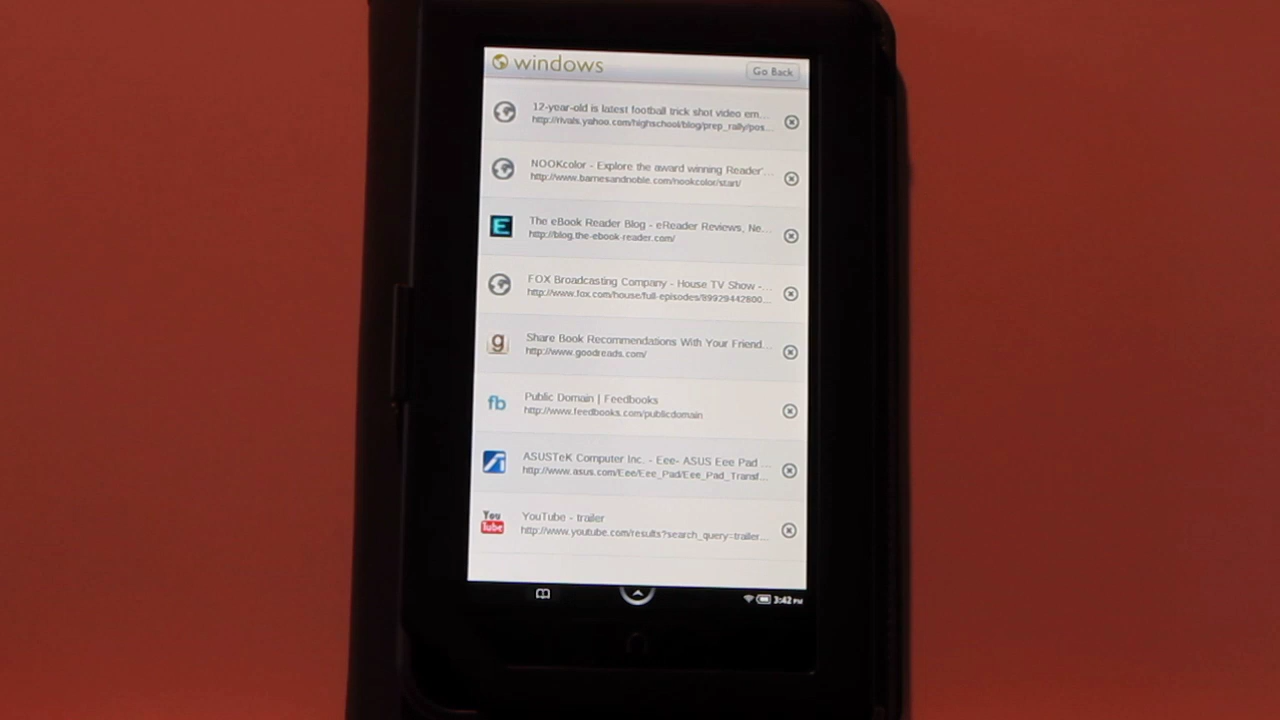 windows
Go Back
12-year-old is latest football trick shot video em...
http://rivals.yahoo.com/highschool/blog/prep_rally/pos...
NOOKcolor - Explore the award winning Reader'...
http://www.barnesandnoble.com/nookcolor/start/
E
The eBook Reader Blog - eReader Reviews, Ne...
http://blog.the-ebook-reader.com/
FOX Broadcasting Company - House TV Show -...
http://www.fox.com/house/full-episodes/89929442800...
g
Share Book Recommendations With Your Friend...
http://www.goodreads.com/
fb
Public Domain | Feedbooks
http://www.feedbooks.com/publicdomain
ASUSTeK Computer Inc. - Eee- ASUS Eee Pad ...
http://www.asus.com/Eee/Eee_Pad/Eee_Pad_Transf...
You
Tube
YouTube - trailer
http://www.youtube.com/results?search_query=trailer...
3:42 PM